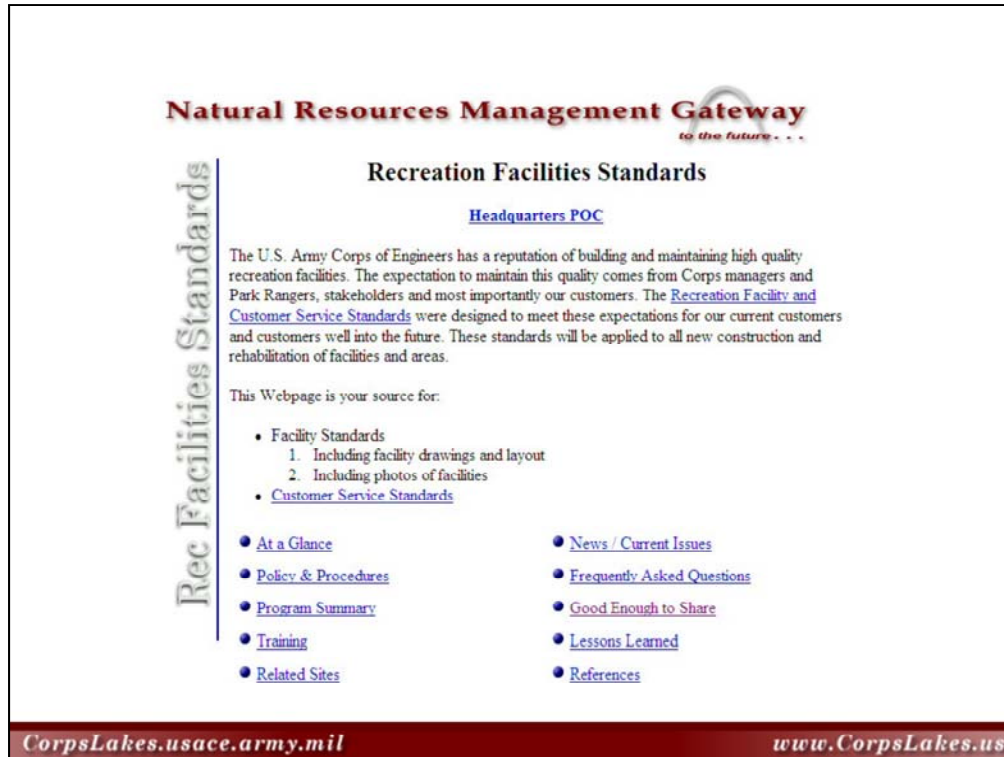 Natural Resources Management Gateway
to the future . . .
Rec Facilities Standards
Recreation Facilities Standards
Headquarters POC
The U.S. Army Corps of Engineers has a reputation of building and maintaining high quality
recreation facilities. The expectation to maintain this quality comes from Corps managers and
Park Rangers, stakeholders and most importantly our customers. The Recreation Facility and
Customer Service Standards were designed to meet these expectations for our current customers
and customers well into the future. These standards will be applied to all new construction and
rehabilitation of facilities and areas.
This Webpage is your source for:
• Facility Standards
1. Including facility drawings and layout
2. Including photos of facilities
• Customer Service Standards
At a Glance
Policy & Procedures
Program Summary
Training
Related Sites
News / Current Issues
Frequently Asked Questions
Good Enough to Share
Lessons Learned
References
CorpsLakes.usace.army.mil
www.CorpsLakes.us